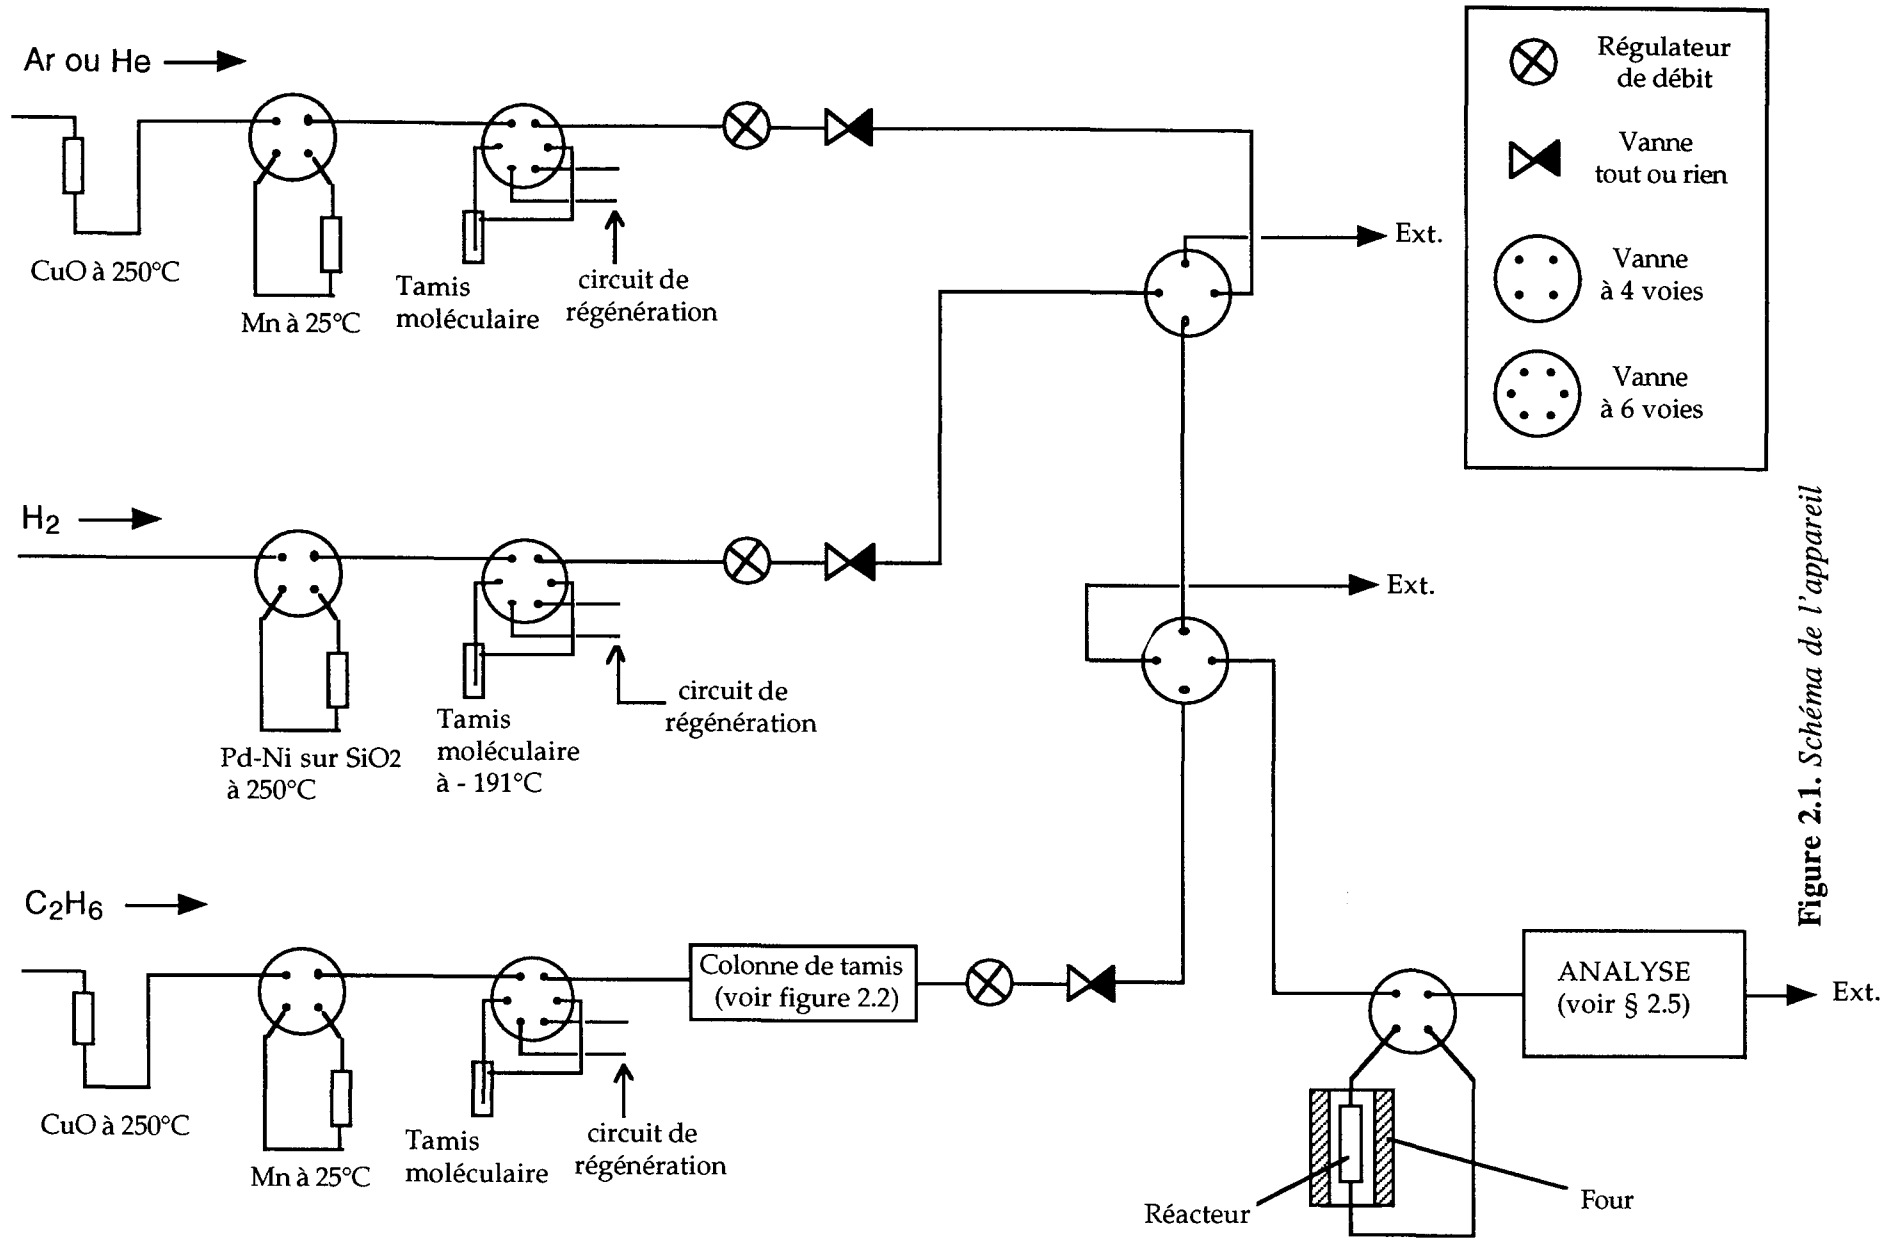 Ar ou He
CuO à 250°C
Mn à 25°C
Tamis
moléculaire
circuit de
régénération
Ext.
Régulateur
de débit
Vanne
tout ou rien
Vanne
à 4 voies
Vanne
à 6 voies
H2
Pd-Ni sur SiO2
à 250°C
Tamis
moléculaire
à - 191°C
circuit de
régénération
Ext.
C2H6
CuO à 250°C
Mn à 25°C
Tamis
moléculaire
circuit de
régénération
Colonne de tamis
(voir figure 2.2)
ANALYSE
(voir § 2.5)
Ext.
Réacteur
Four
Figure 2.1. Schéma de l'appareil